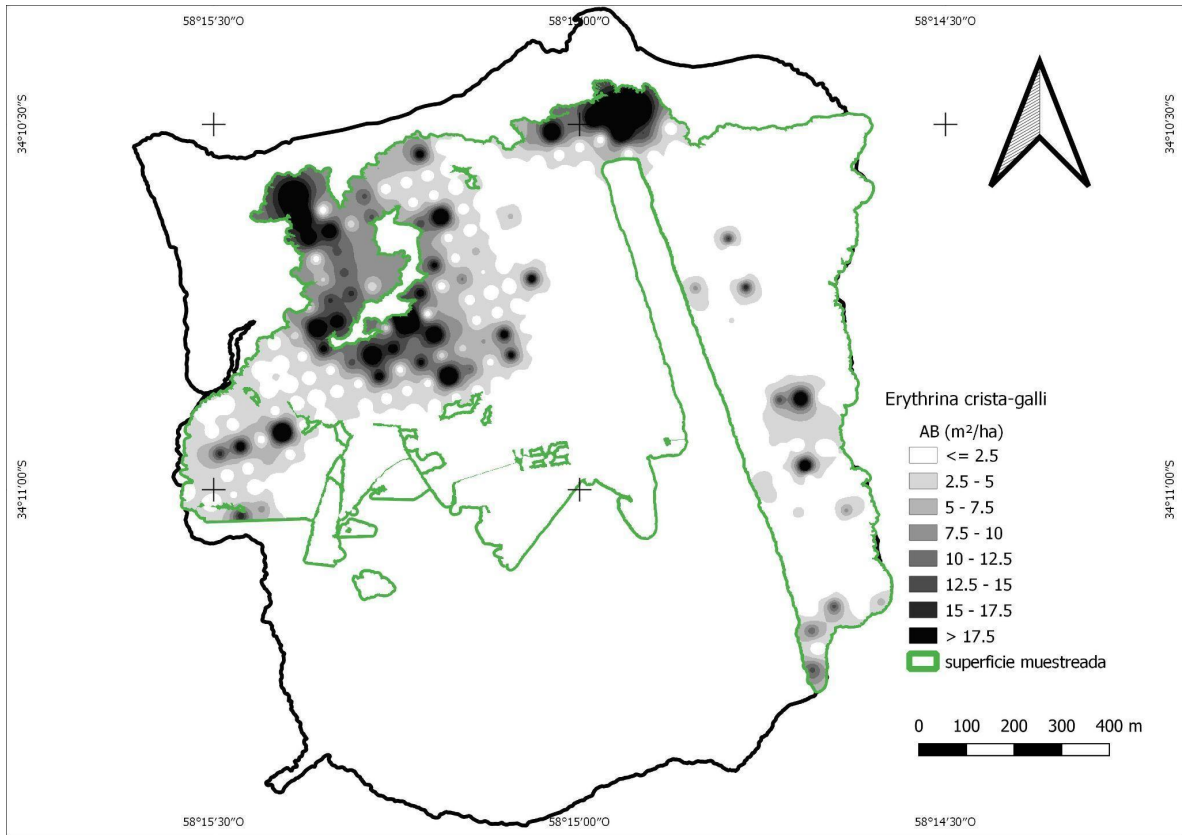 58°15'30"O 58°15'00"O 58°14'30"O
34°10'30"S 34°10'30"S
34°11'00"S 34°11'00"S
Erythrina crista-galli
AB (m²/ha)
<= 2.5
2.5 - 5
5 - 7.5
7.5 - 10
10 - 12.5
12.5 - 15
15 - 17.5
> 17.5
superficie muestreada
0 100 200 300 400 m
58°15'30"O 58°15'00"O 58°14'30"O